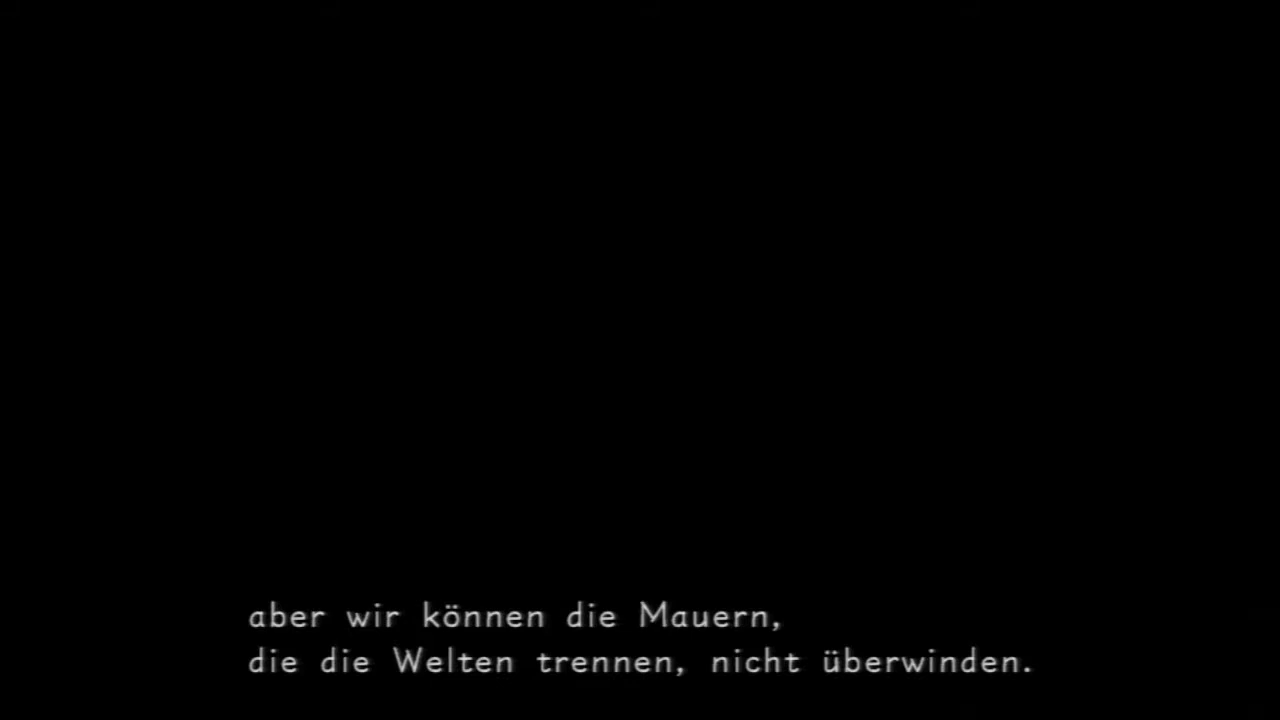 aber wir können die Mauern,
die die Welten trennen, nicht überwinden.